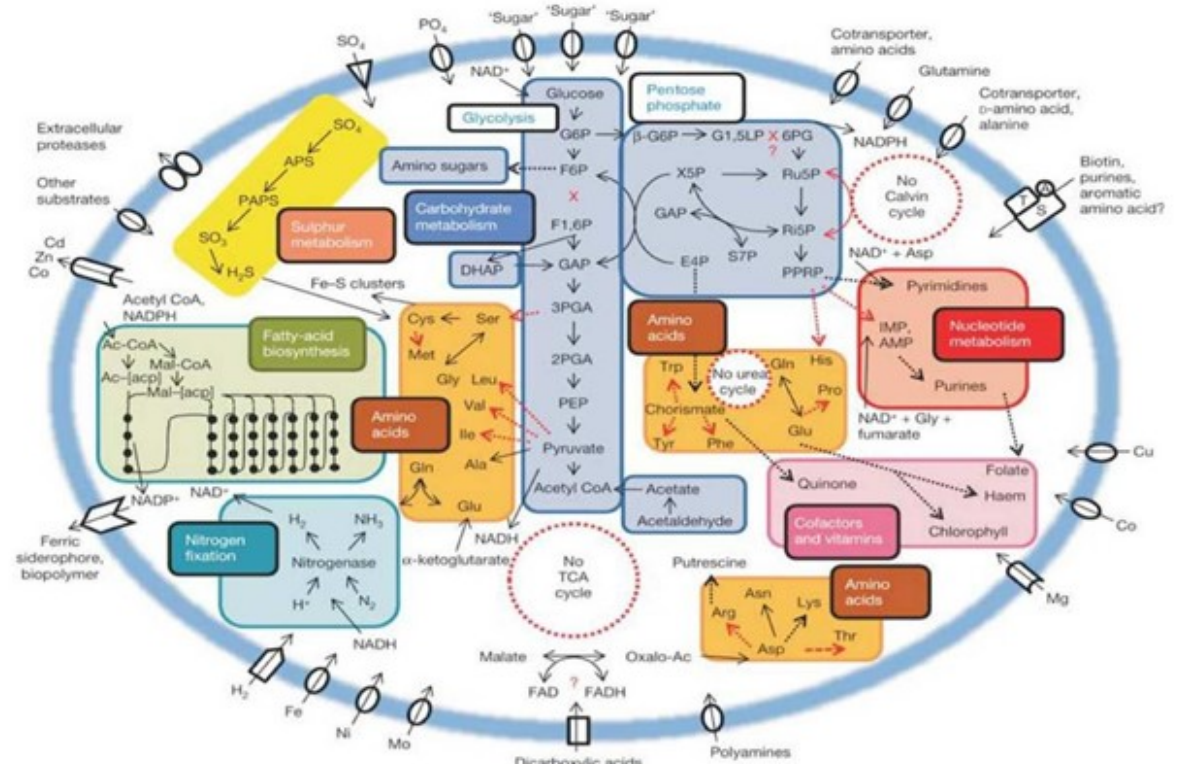 'Sugar'
'Sugar'
'Sugar'
PO4
SO4
NAD+
Cotransporter,
amino acids
Glutamine
Cotransporter,
D-amino acid,
alanine
NADPH
Biotin,
purines,
aromatic
amino acid?
T
A
S
Extracellular
proteases
Other
substrates
Cd
Zn
Co
SO4
APS
PAPS
SO3
H2S
Sulphur
metabolism
Glycolysis
Amino sugars
Carbohydrate
metabolism
DHAP
Glucose
G6P
F6P
X
F1,6P
GAP
3PGA
2PGA
PEP
Pyruvate
Acetyl CoA
Acetate
Acetaldehyde
Pentose
phosphate
β-G6P
G1,5LP
X
?
6PG
X5P
Ru5P
GAP
Ri5P
S7P
E4P
PPRP
No
Calvin
cycle
NAD+ + Asp
Pyrimidines
IMP,
AMP
Purines
Nucleotide
metabolism
NAD+ + Gly +
fumarate
Fe–S clusters
Acetyl CoA,
NADPH
Fatty-acid
biosynthesis
Ac-CoA
Mal-CoA
Ac–[acp]
Mal–[acp]
NADP+
Cys
Ser
Met
Gly
Leu
Val
Ile
Ala
Gln
Glu
Amino
acids
α-ketoglutarate
NADH
Amino
acids
Trp
No urea
cycle
Gln
His
Pro
Chorismate
Glu
Tyr
Phe
Folate
Quinone
Haem
Chlorophyll
Cofactors
and vitamins
Cu
Co
Mg
Ferric
siderophore,
biopolymer
NAD+
Nitrogen
fixation
H2
NH3
Nitrogenase
H+
N2
NADH
No
TCA
cycle
Putrescine
Amino
acids
Asn
Arg
Lys
Asp
Thr
Malate
Oxalo-Ac
FAD
?
FADH
H2
Fe
Ni
Mo
Dicarboxylic acids
Polyamines